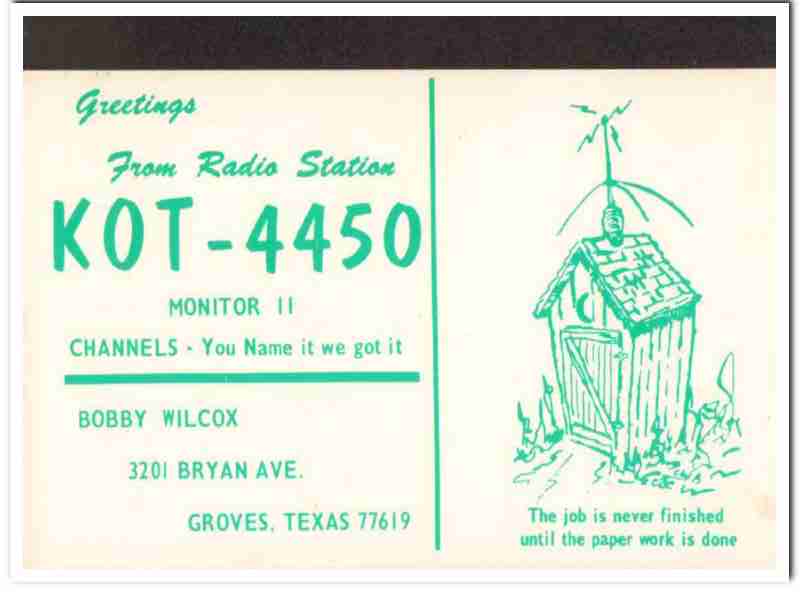 Greetings
From Radio Station
KOT-4450
MONITOR 11
CHANNELS - You Name it we got it
BOBBY WILCOX
3201 BRYAN AVE.
GROVES, TEXAS 77619
The job is never finished
until the paper work is done